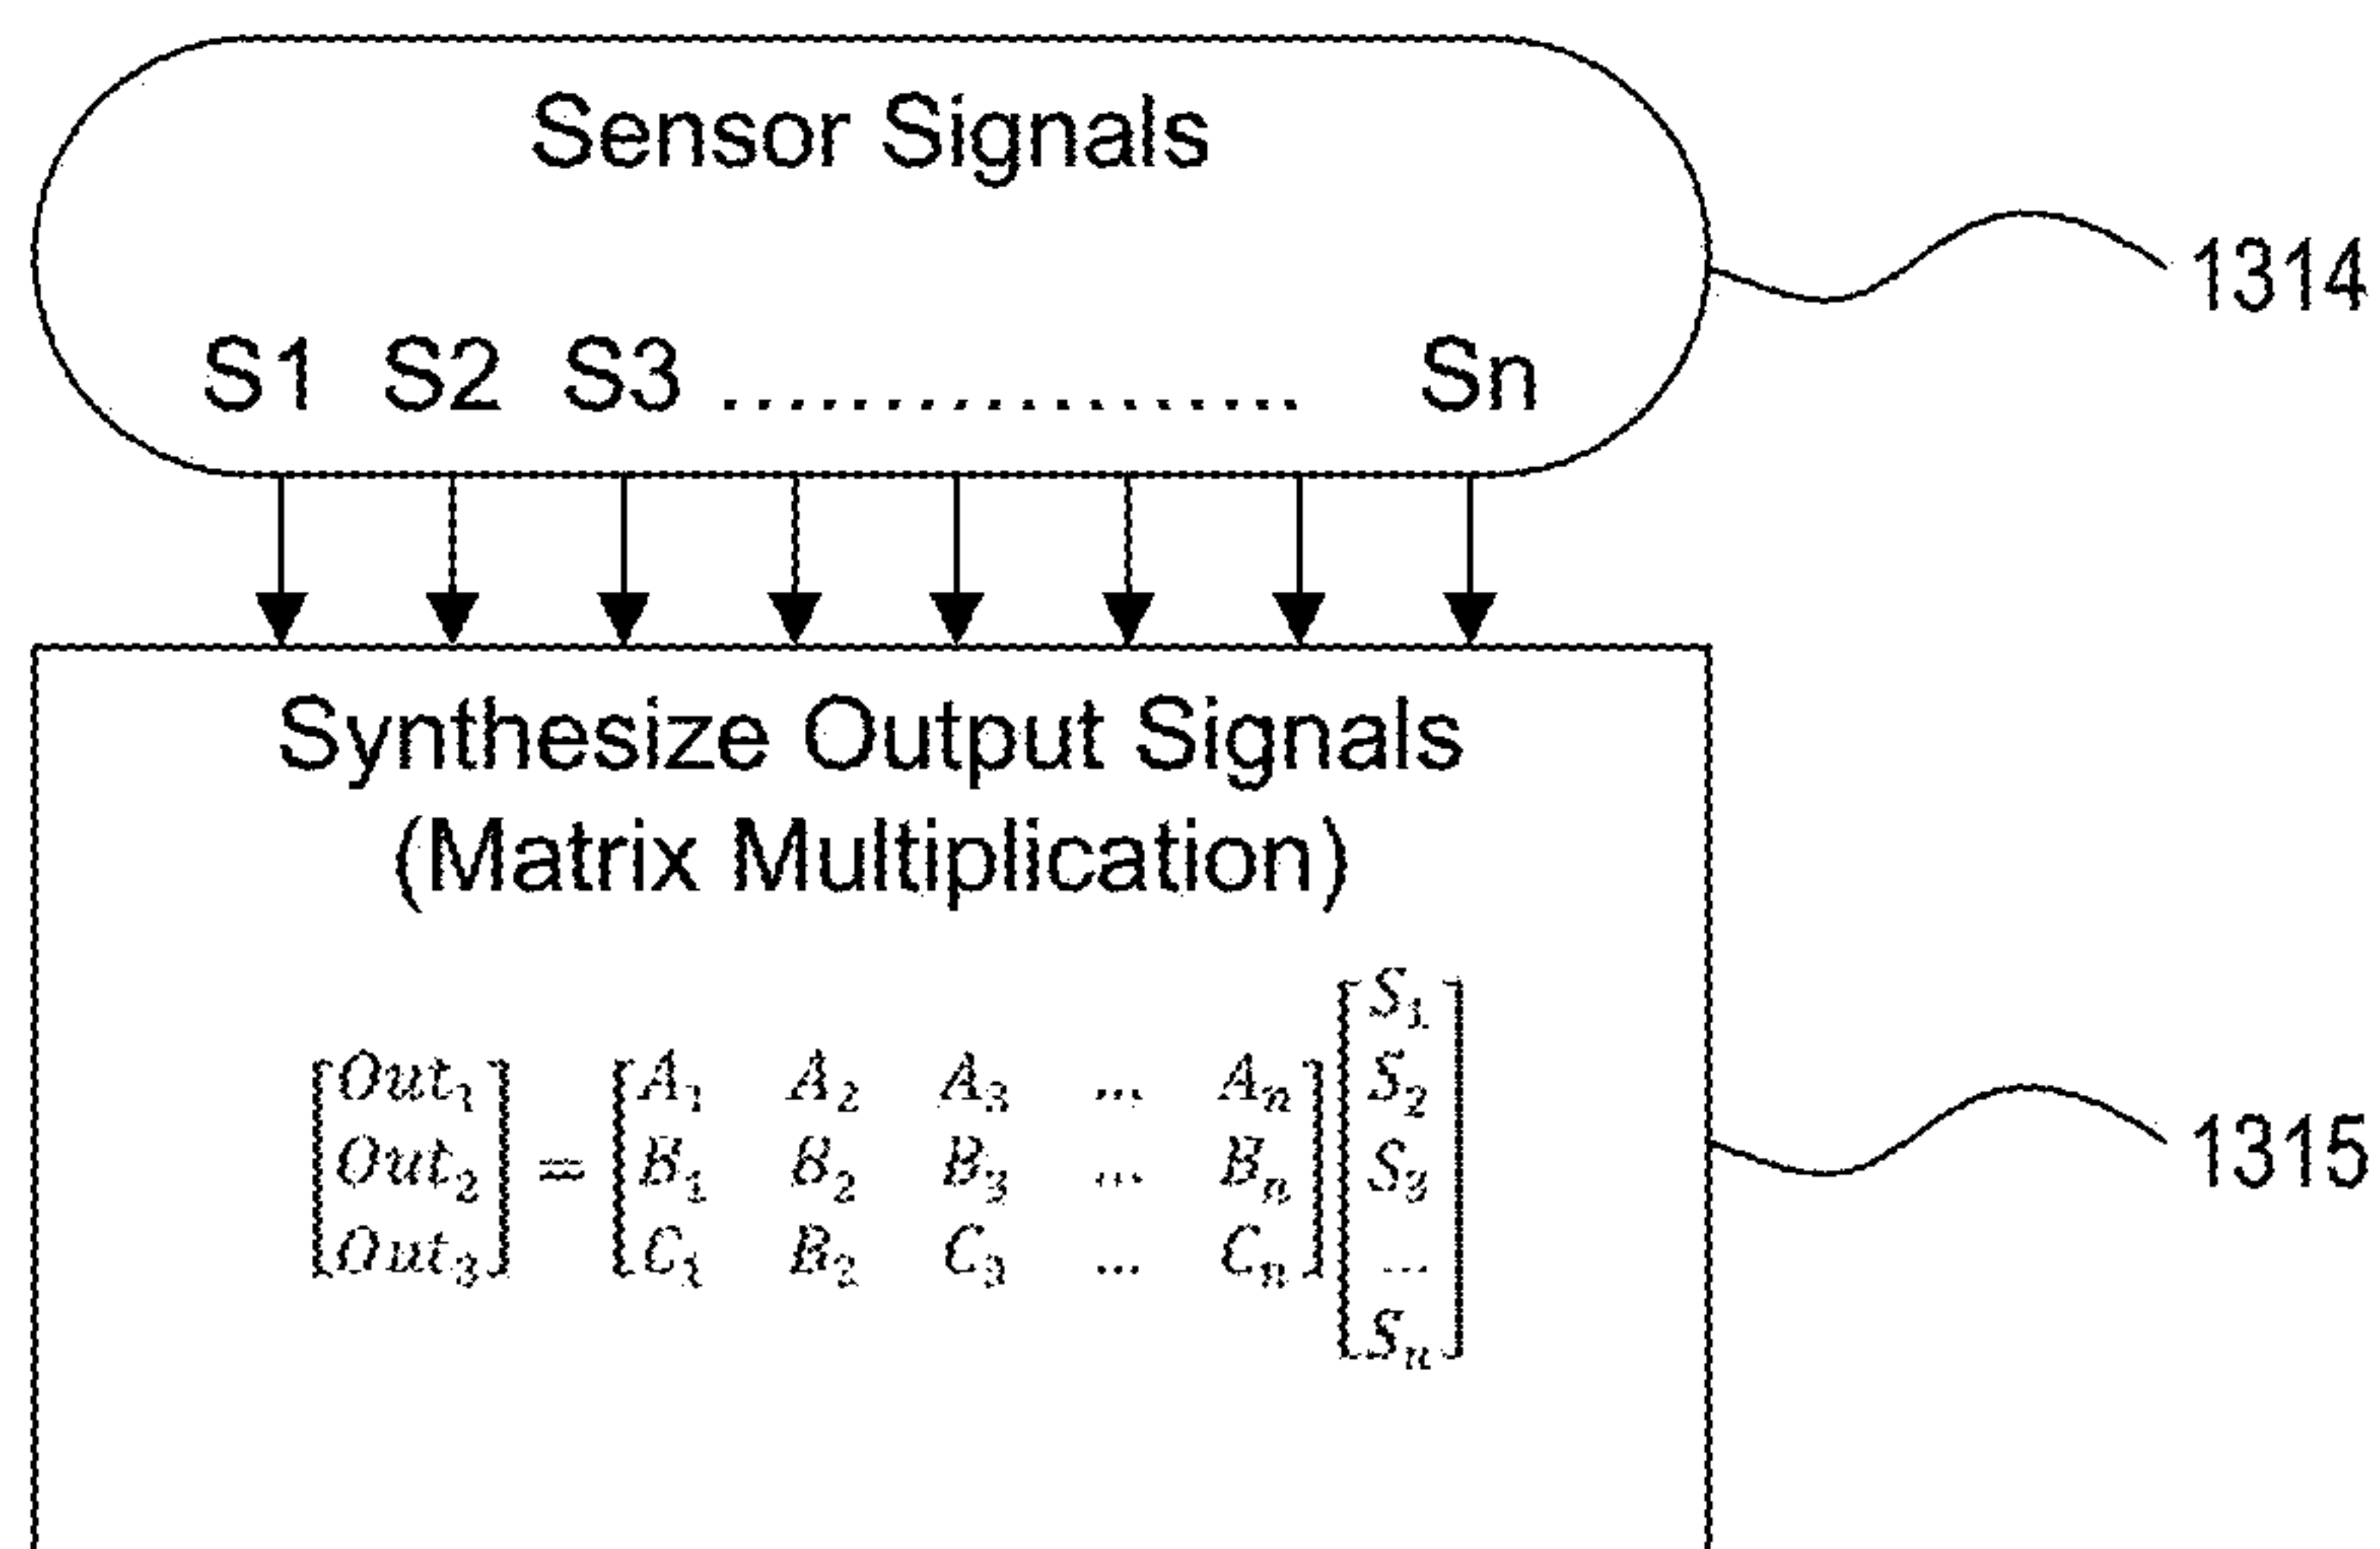 Sensor Signals
1314
S1 S2 S3 .................. Sn
Synthesize Output Signals
(Matrix Multiplication)
[Out₁ Out₂ Out₃] = [A₁ A₂ A₃ ... Aₙ
B₁ B₂ B₃ ... Bₙ
C₁ B₂ C₃ ... Cₙ] [S₁ S₂ S₃ ... Sₙ]
1315